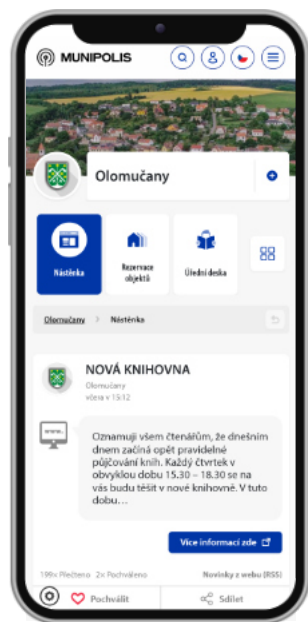 MUNIPOLIS
Olomučany
Nástěnka
Rezervace
objektů
Úřední deska
Olomučany > Nástěnka
NOVÁ KNIHOVNA
Olomučany
včera v 15:12
www.
Oznamuji všem čtenářům, že dnešním
dnem začíná opět pravidelné
půjčování knih. Každý čtvrtek v
obvyklou dobu 15.30 – 18.30 se na
vás budu těšit v nové knihovně. V tuto
dobu…
Více informací zde
199x Přečteno 2x Pochváleno Novinky z webu (RSS)
Pochválit Sdílet